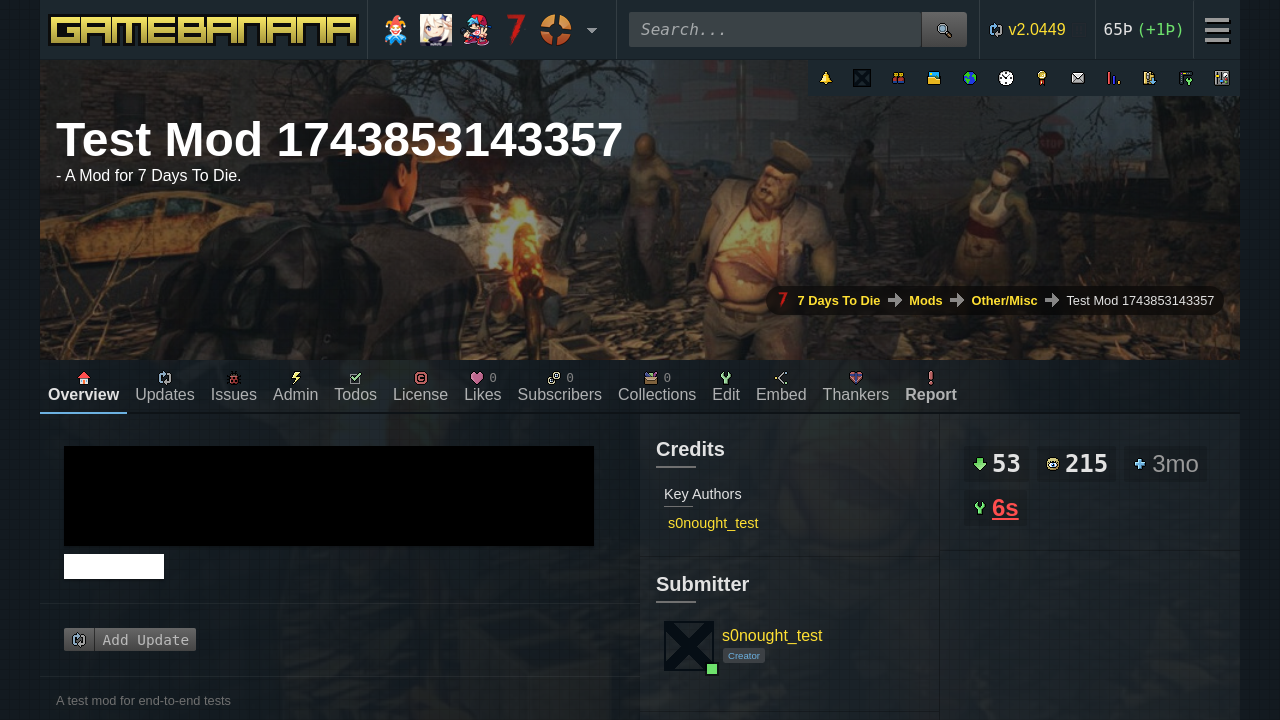 GAMEBANANA
Search...
v2.0449
65Þ (+1Þ)
Test Mod 1743853143357
- A Mod for 7 Days To Die.
7 Days To Die
Mods
Other/Misc
Test Mod 1743853143357
Overview
Updates
Issues
Admin
Todos
License
0
Likes
0
Subscribers
0
Collections
Edit
Embed
Thankers
Report
Add Update
A test mod for end-to-end tests
Credits
Key Authors
s0nought_test
Submitter
s0nought_test
Creator
53
215
3mo
6s